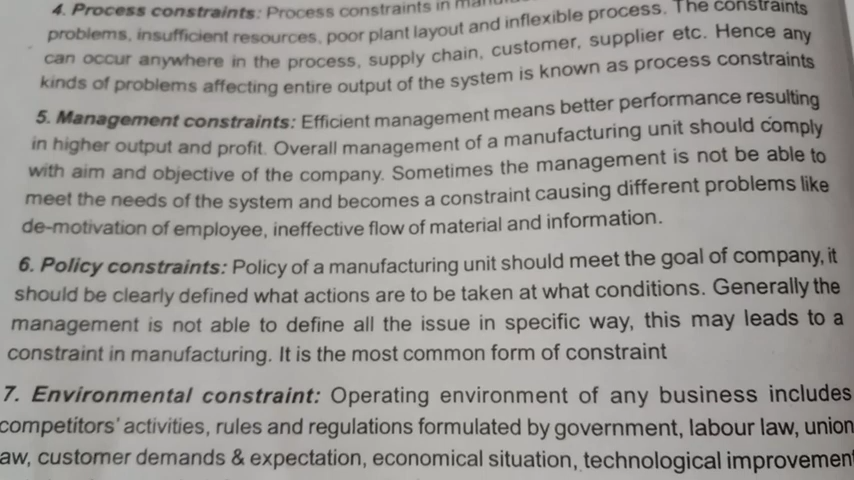 4. Process constraints: Process constraints in
problems, insufficient resources, poor plant layout and inflexible process. The constraints
can occur anywhere in the process, supply chain, customer, supplier etc. Hence any
kinds of problems affecting entire output of the system is known as process constraints
5. Management constraints: Efficient management means better performance resulting
in higher output and profit. Overall management of a manufacturing unit should comply
with aim and objective of the company. Sometimes the management is not be able to
meet the needs of the system and becomes a constraint causing different problems like
de-motivation of employee, ineffective flow of material and information.
6. Policy constraints: Policy of a manufacturing unit should meet the goal of company, it
should be clearly defined what actions are to be taken at what conditions. Generally the
management is not able to define all the issue in specific way, this may leads to a
constraint in manufacturing. It is the most common form of constraint
7. Environmental constraint: Operating environment of any business includes
competitors' activities, rules and regulations formulated by government, labour law, union
aw, customer demands & expectation, economical situation, technological improvement